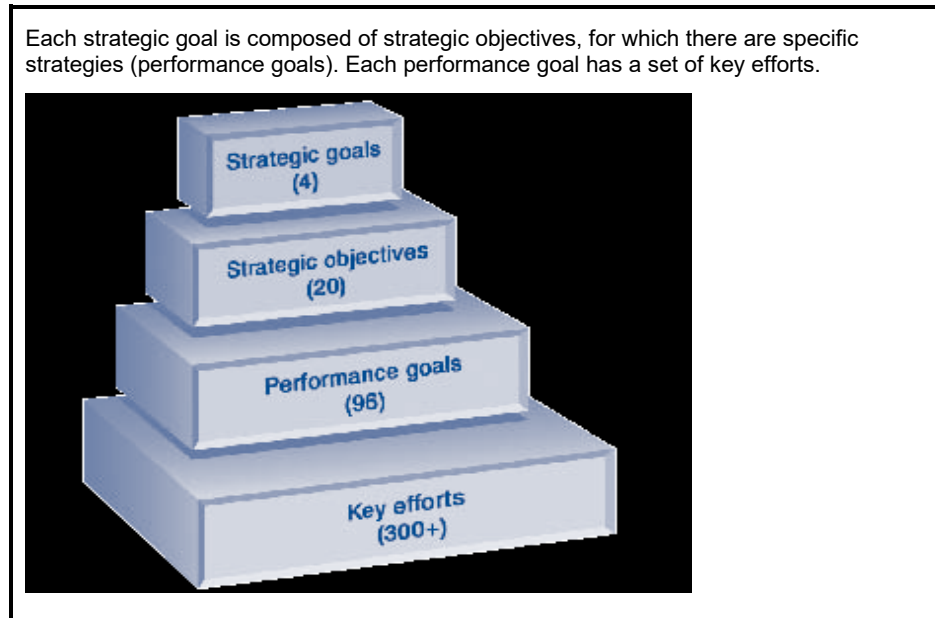 Each strategic goal is composed of strategic objectives, for which there are specific
strategies (performance goals). Each performance goal has a set of key efforts.
Strategic goals
(4)
Strategic objectives
(20)
Performance goals
(96)
Key efforts
(300+)